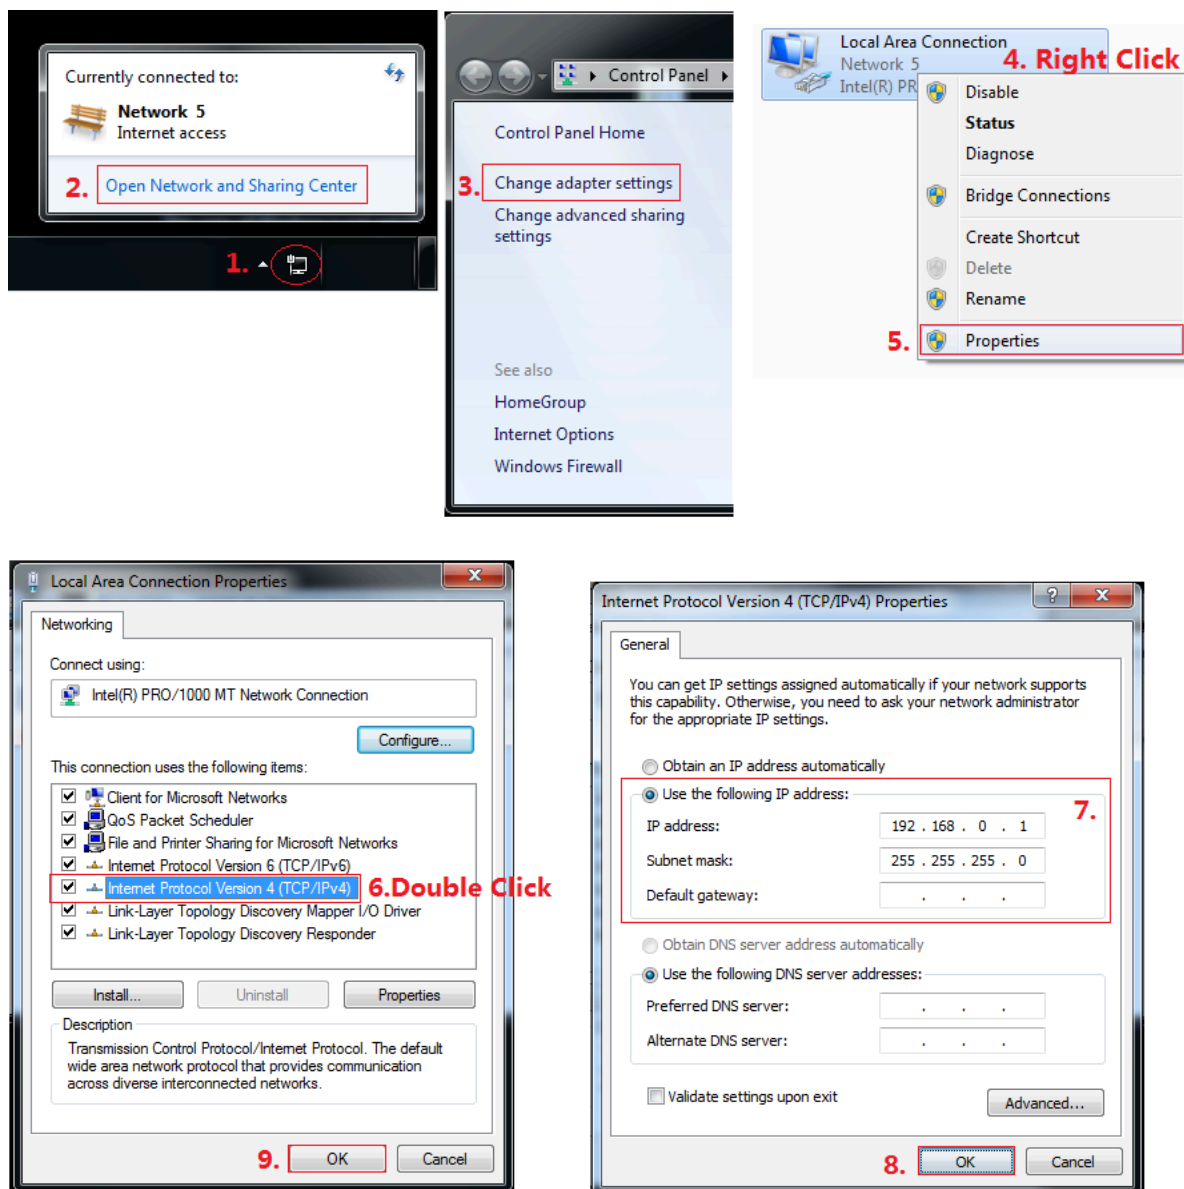 Currently connected to:
Network 5
Internet access
2. Open Network and Sharing Center
1.
Control Panel
Control Panel Home
3. Change adapter settings
Change advanced sharing
settings
See also
HomeGroup
Internet Options
Windows Firewall
Local Area Connection
Network 5
4. Right Click
Intel(R) PR
Disable
Status
Diagnose
Bridge Connections
Create Shortcut
Delete
Rename
5. Properties
Local Area Connection Properties
Networking
Connect using:
Intel(R) PRO/1000 MT Network Connection
Configure...
This connection uses the following items:
Client for Microsoft Networks
QoS Packet Scheduler
File and Printer Sharing for Microsoft Networks
Internet Protocol Version 6 (TCP/IPv6)
Internet Protocol Version 4 (TCP/IPv4) 6.Double Click
Link-Layer Topology Discovery Mapper I/O Driver
Link-Layer Topology Discovery Responder
Install... Uninstall Properties
Description
Transmission Control Protocol/Internet Protocol. The default
wide area network protocol that provides communication
across diverse interconnected networks.
9. OK Cancel
Internet Protocol Version 4 (TCP/IPv4) Properties
General
You can get IP settings assigned automatically if your network supports
this capability. Otherwise, you need to ask your network administrator
for the appropriate IP settings.
Obtain an IP address automatically
Use the following IP address:
7.
IP address: 192 . 168 . 0 . 1
Subnet mask: 255 . 255 . 255 . 0
Default gateway: . . .
Obtain DNS server address automatically
Use the following DNS server addresses:
Preferred DNS server: . . .
Alternate DNS server: . . .
Validate settings upon exit
Advanced...
8. OK Cancel